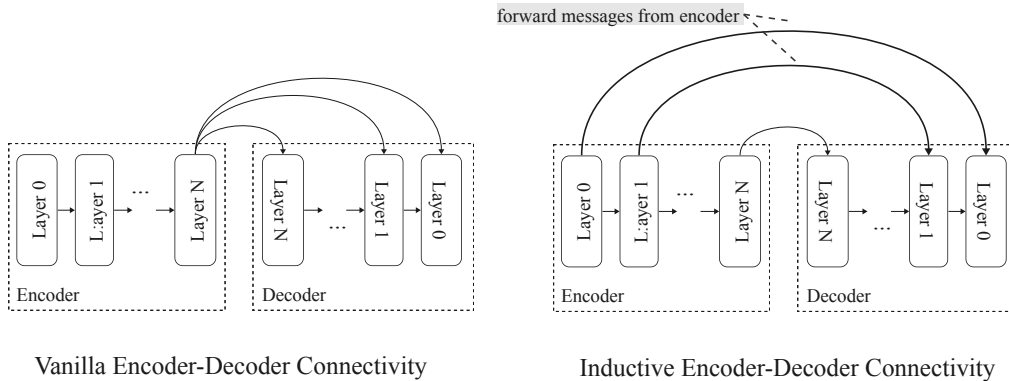 forward messages from encoder
Layer 0
L:ayer 1
...
Layer N
Layer N
...
Layer 1
Layer 0
Encoder
Decoder
Layer 0
L:ayer 1
...
Layer N
Layer N
...
Layer 1
Layer 0
Encoder
Decoder
Vanilla Encoder-Decoder Connectivity
Inductive Encoder-Decoder Connectivity